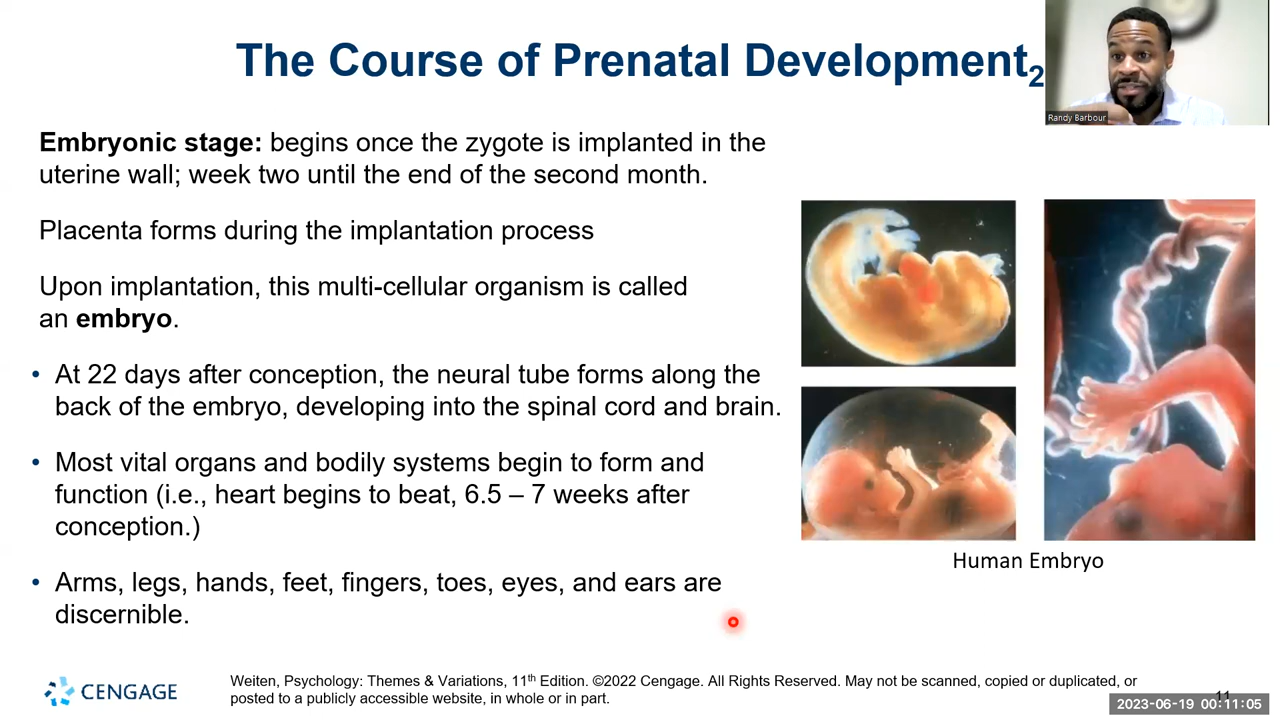 The Course of Prenatal Development2
Randy Barbour
Embryonic stage: begins once the zygote is implanted in the
uterine wall; week two until the end of the second month.
Placenta forms during the implantation process
Upon implantation, this multi-cellular organism is called
an embryo.
• At 22 days after conception, the neural tube forms along the
back of the embryo, developing into the spinal cord and brain.
• Most vital organs and bodily systems begin to form and
function (i.e., heart begins to beat, 6.5 – 7 weeks after
conception.)
• Arms, legs, hands, feet, fingers, toes, eyes, and ears are
discernible.
Human Embryo
CENGAGE
Weiten, Psychology: Themes & Variations, 11th Edition. ©2022 Cengage. All Rights Reserved. May not be scanned, copied or duplicated, or
posted to a publicly accessible website, in whole or in part.
11
2023-06-19 00:11:05